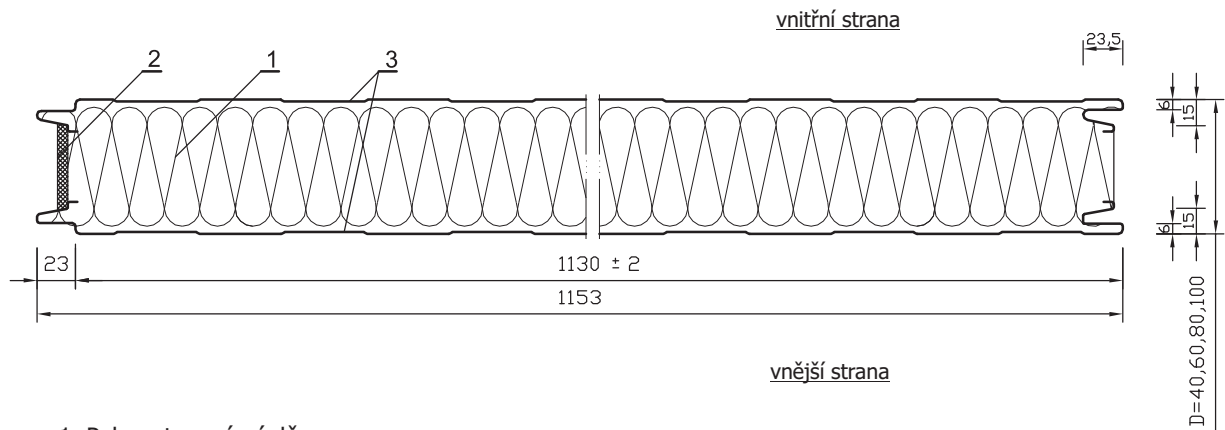 vnitřní strana
23,5
2
1
3
6
15
15
6
23
1130 ± 2
1153
D=40,60,80,100
vnější strana